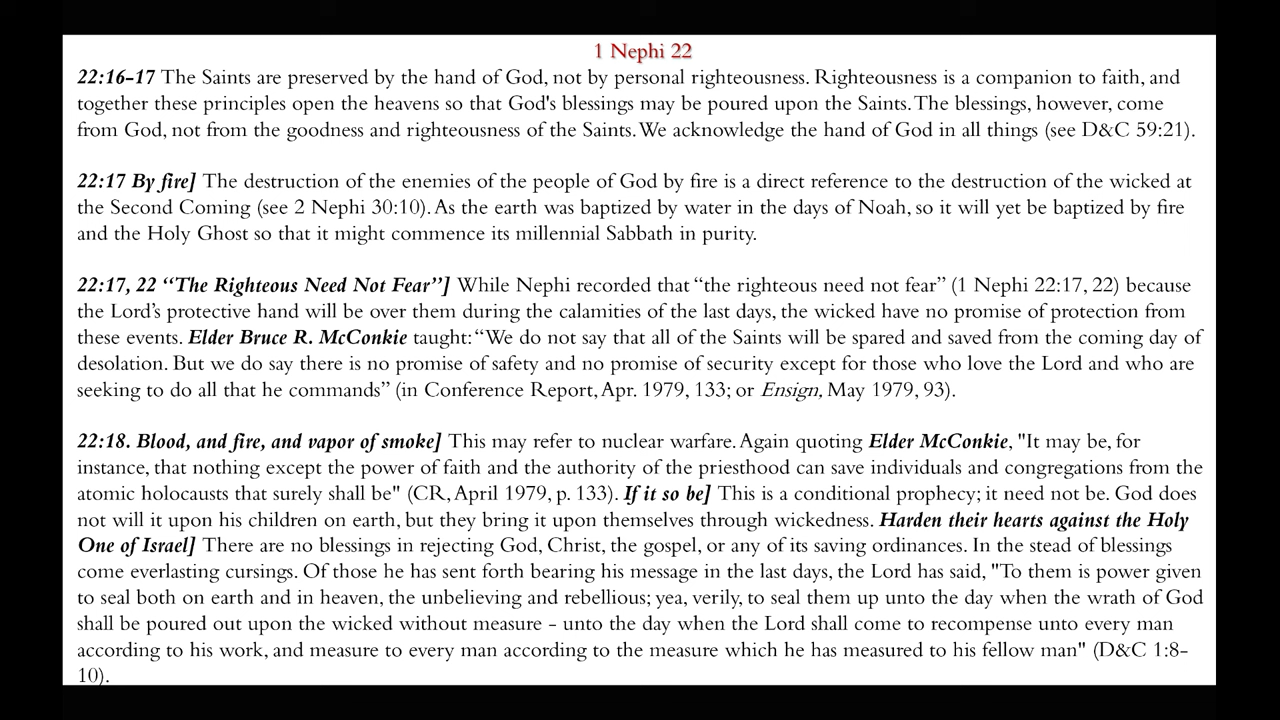 1 Nephi 22
22:16-17 The Saints are preserved by the hand of God, not by personal righteousness. Righteousness is a companion to faith, and
together these principles open the heavens so that God's blessings may be poured upon the Saints. The blessings, however, come
from God, not from the goodness and righteousness of the Saints. We acknowledge the hand of God in all things (see D&C 59:21).
22:17 By fire] The destruction of the enemies of the people of God by fire is a direct reference to the destruction of the wicked at
the Second Coming (see 2 Nephi 30:10). As the earth was baptized by water in the days of Noah, so it will yet be baptized by fire
and the Holy Ghost so that it might commence its millennial Sabbath in purity.
22:17, 22 “The Righteous Need Not Fear”] While Nephi recorded that “the righteous need not fear” (1 Nephi 22:17, 22) because
the Lord’s protective hand will be over them during the calamities of the last days, the wicked have no promise of protection from
these events. Elder Bruce R. McConkie taught: “We do not say that all of the Saints will be spared and saved from the coming day of
desolation. But we do say there is no promise of safety and no promise of security except for those who love the Lord and who are
seeking to do all that he commands” (in Conference Report, Apr. 1979, 133; or Ensign, May 1979, 93).
22:18. Blood, and fire, and vapor of smoke] This may refer to nuclear warfare. Again quoting Elder McConkie, "It may be, for
instance, that nothing except the power of faith and the authority of the priesthood can save individuals and congregations from the
atomic holocausts that surely shall be" (CR, April 1979, p. 133). If it so be] This is a conditional prophecy; it need not be. God does
not will it upon his children on earth, but they bring it upon themselves through wickedness. Harden their hearts against the Holy
One of Israel] There are no blessings in rejecting God, Christ, the gospel, or any of its saving ordinances. In the stead of blessings
come everlasting cursings. Of those he has sent forth bearing his message in the last days, the Lord has said, "To them is power given
to seal both on earth and in heaven, the unbelieving and rebellious; yea, verily, to seal them up unto the day when the wrath of God
shall be poured out upon the wicked without measure - unto the day when the Lord shall come to recompense unto every man
according to his work, and measure to every man according to the measure which he has measured to his fellow man" (D&C 1:8-
10).